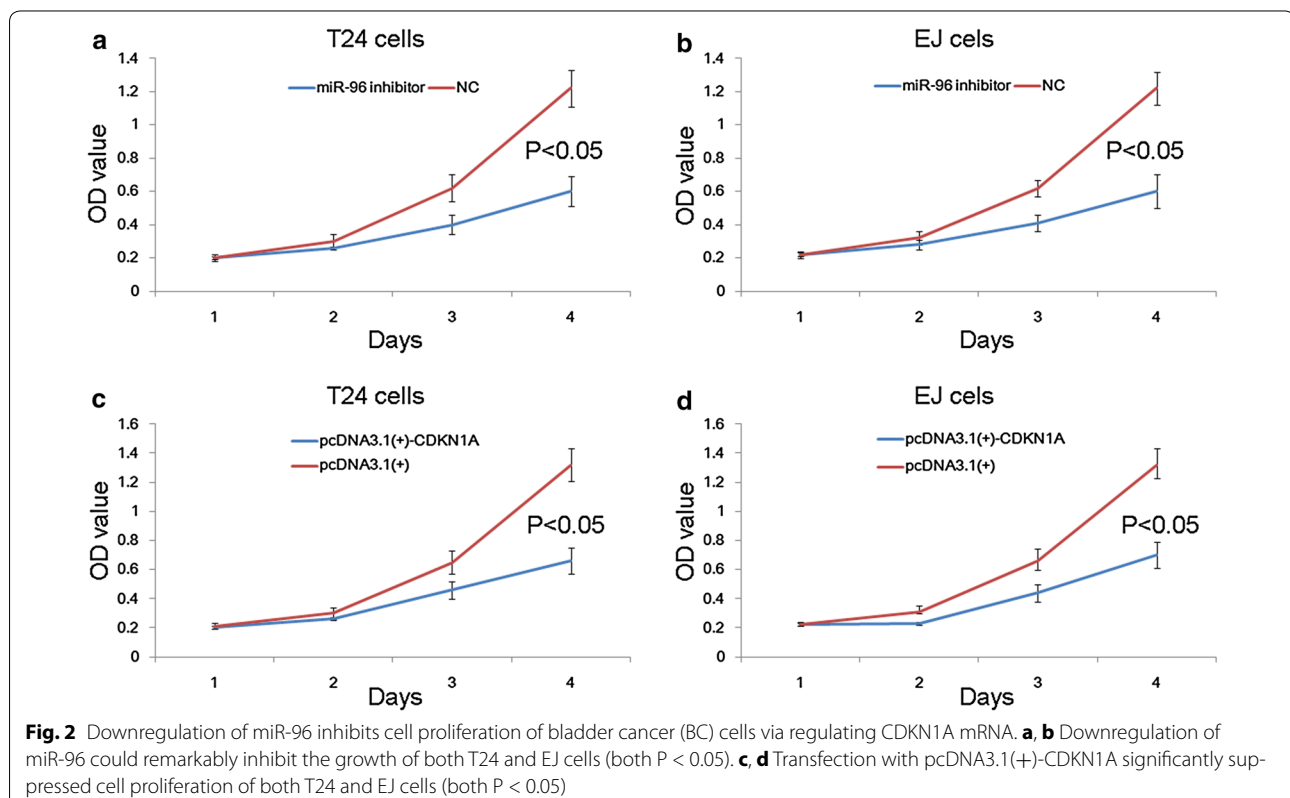 a
T24 cells
1.4
1.2
1
0.8
0.6
0.4
0.2
0
OD value
miR-96 inhibitor
NC
P<0.05
1 2 3 4
Days
b
EJ cels
1.4
1.2
1
0.8
0.6
0.4
0.2
0
OD value
miR-96 inhibitor
NC
P<0.05
1 2 3 4
Days
c
T24 cells
1.6
1.4
1.2
1
0.8
0.6
0.4
0.2
0
OD value
pcDNA3.1(+)-CDKN1A
pcDNA3.1(+)
P<0.05
1 2 3 4
Days
d
EJ cels
1.6
1.4
1.2
1
0.8
0.6
0.4
0.2
0
OD value
pcDNA3.1(+)-CDKN1A
pcDNA3.1(+)
P<0.05
1 2 3 4
Days
Fig. 2 Downregulation of miR-96 inhibits cell proliferation of bladder cancer (BC) cells via regulating CDKN1A mRNA. a, b Downregulation of
miR-96 could remarkably inhibit the growth of both T24 and EJ cells (both P < 0.05). c, d Transfection with pcDNA3.1(+)-CDKN1A significantly sup-
pressed cell proliferation of both T24 and EJ cells (both P < 0.05)